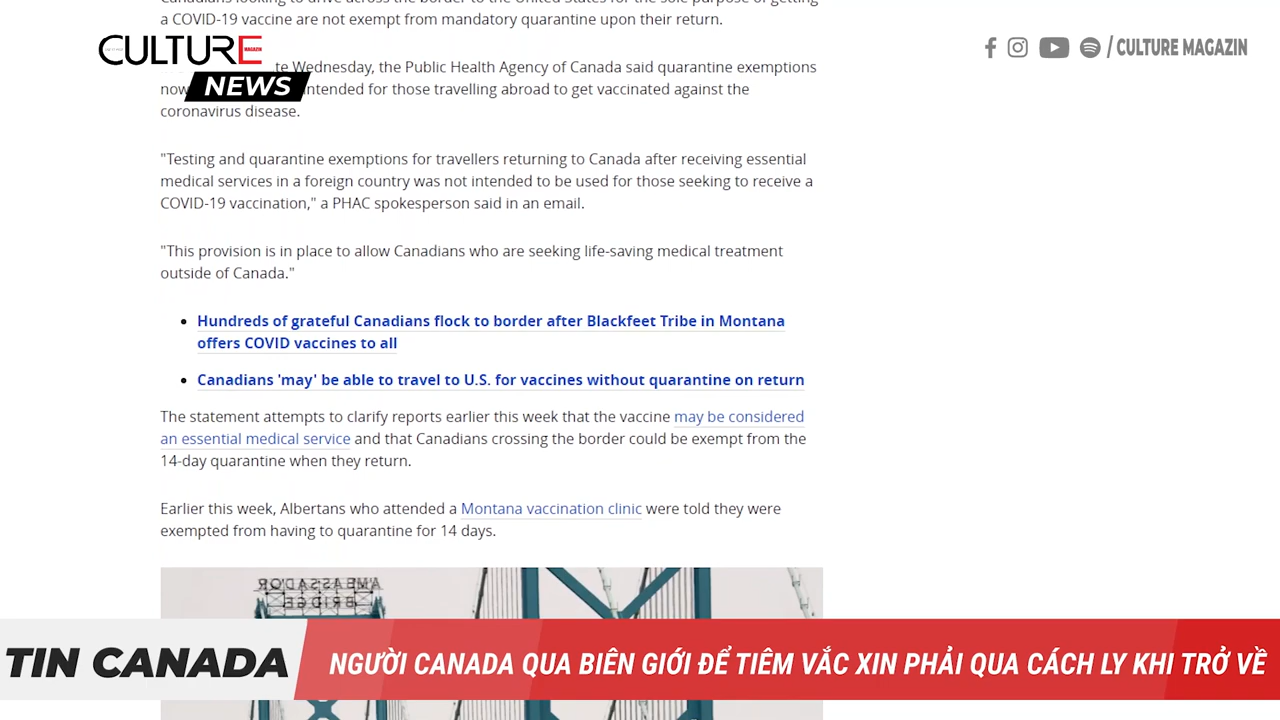 Canadians looking to drive across the border to the United States for the sole purpose of getting
a COVID-19 vaccine are not exempt from mandatory quarantine upon their return.
CULTURE MAGAZIN
NEWS
/ CULTURE MAGAZIN
te Wednesday, the Public Health Agency of Canada said quarantine exemptions
now intended for those travelling abroad to get vaccinated against the
coronavirus disease.
"Testing and quarantine exemptions for travellers returning to Canada after receiving essential
medical services in a foreign country was not intended to be used for those seeking to receive a
COVID-19 vaccination," a PHAC spokesperson said in an email.
"This provision is in place to allow Canadians who are seeking life-saving medical treatment
outside of Canada."
Hundreds of grateful Canadians flock to border after Blackfeet Tribe in Montana
offers COVID vaccines to all
Canadians 'may' be able to travel to U.S. for vaccines without quarantine on return
The statement attempts to clarify reports earlier this week that the vaccine may be considered
an essential medical service and that Canadians crossing the border could be exempt from the
14-day quarantine when they return.
Earlier this week, Albertans who attended a Montana vaccination clinic were told they were
exempted from having to quarantine for 14 days.
AMBASSADOR
BRIDGE
TIN CANADA
NGƯỜI CANADA QUA BIÊN GIỚI ĐỂ TIÊM VẮC XIN PHẢI QUA CÁCH LY KHI TRỞ VỀ